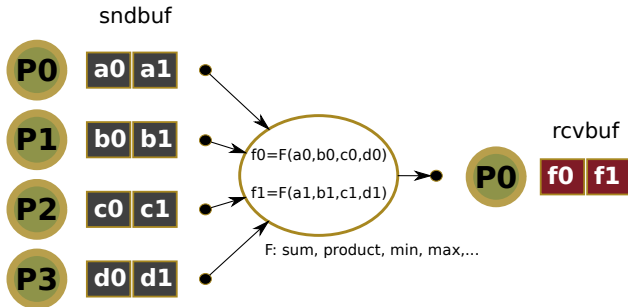 sndbuf
P0 a0 a1
P1 b0 b1
P2 c0 c1
P3 d0 d1
f0=F(a0,b0,c0,d0)
f1=F(a1,b1,c1,d1)
F: sum, product, min, max,...
rcvbuf
P0 f0 f1